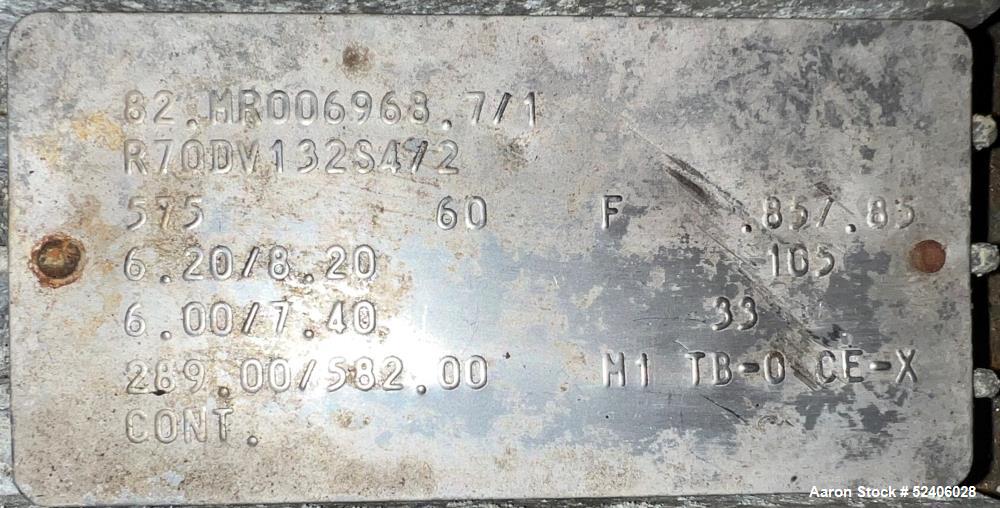 82.MR006968.7/1
R70DV132S4/2
575 60 F .85/.85
6.20/8.20 105
6.00/7.40 33
289.00/582.00 M1 TB-0 CE-X
CONT.
Aaron Stock # 52406028